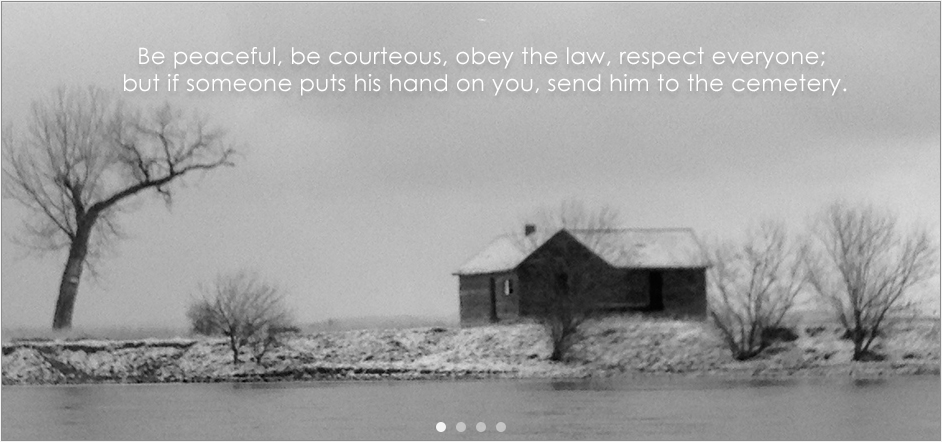 Be peaceful, be courteous, obey the law, respect everyone;
but if someone puts his hand on you, send him to the cemetery.